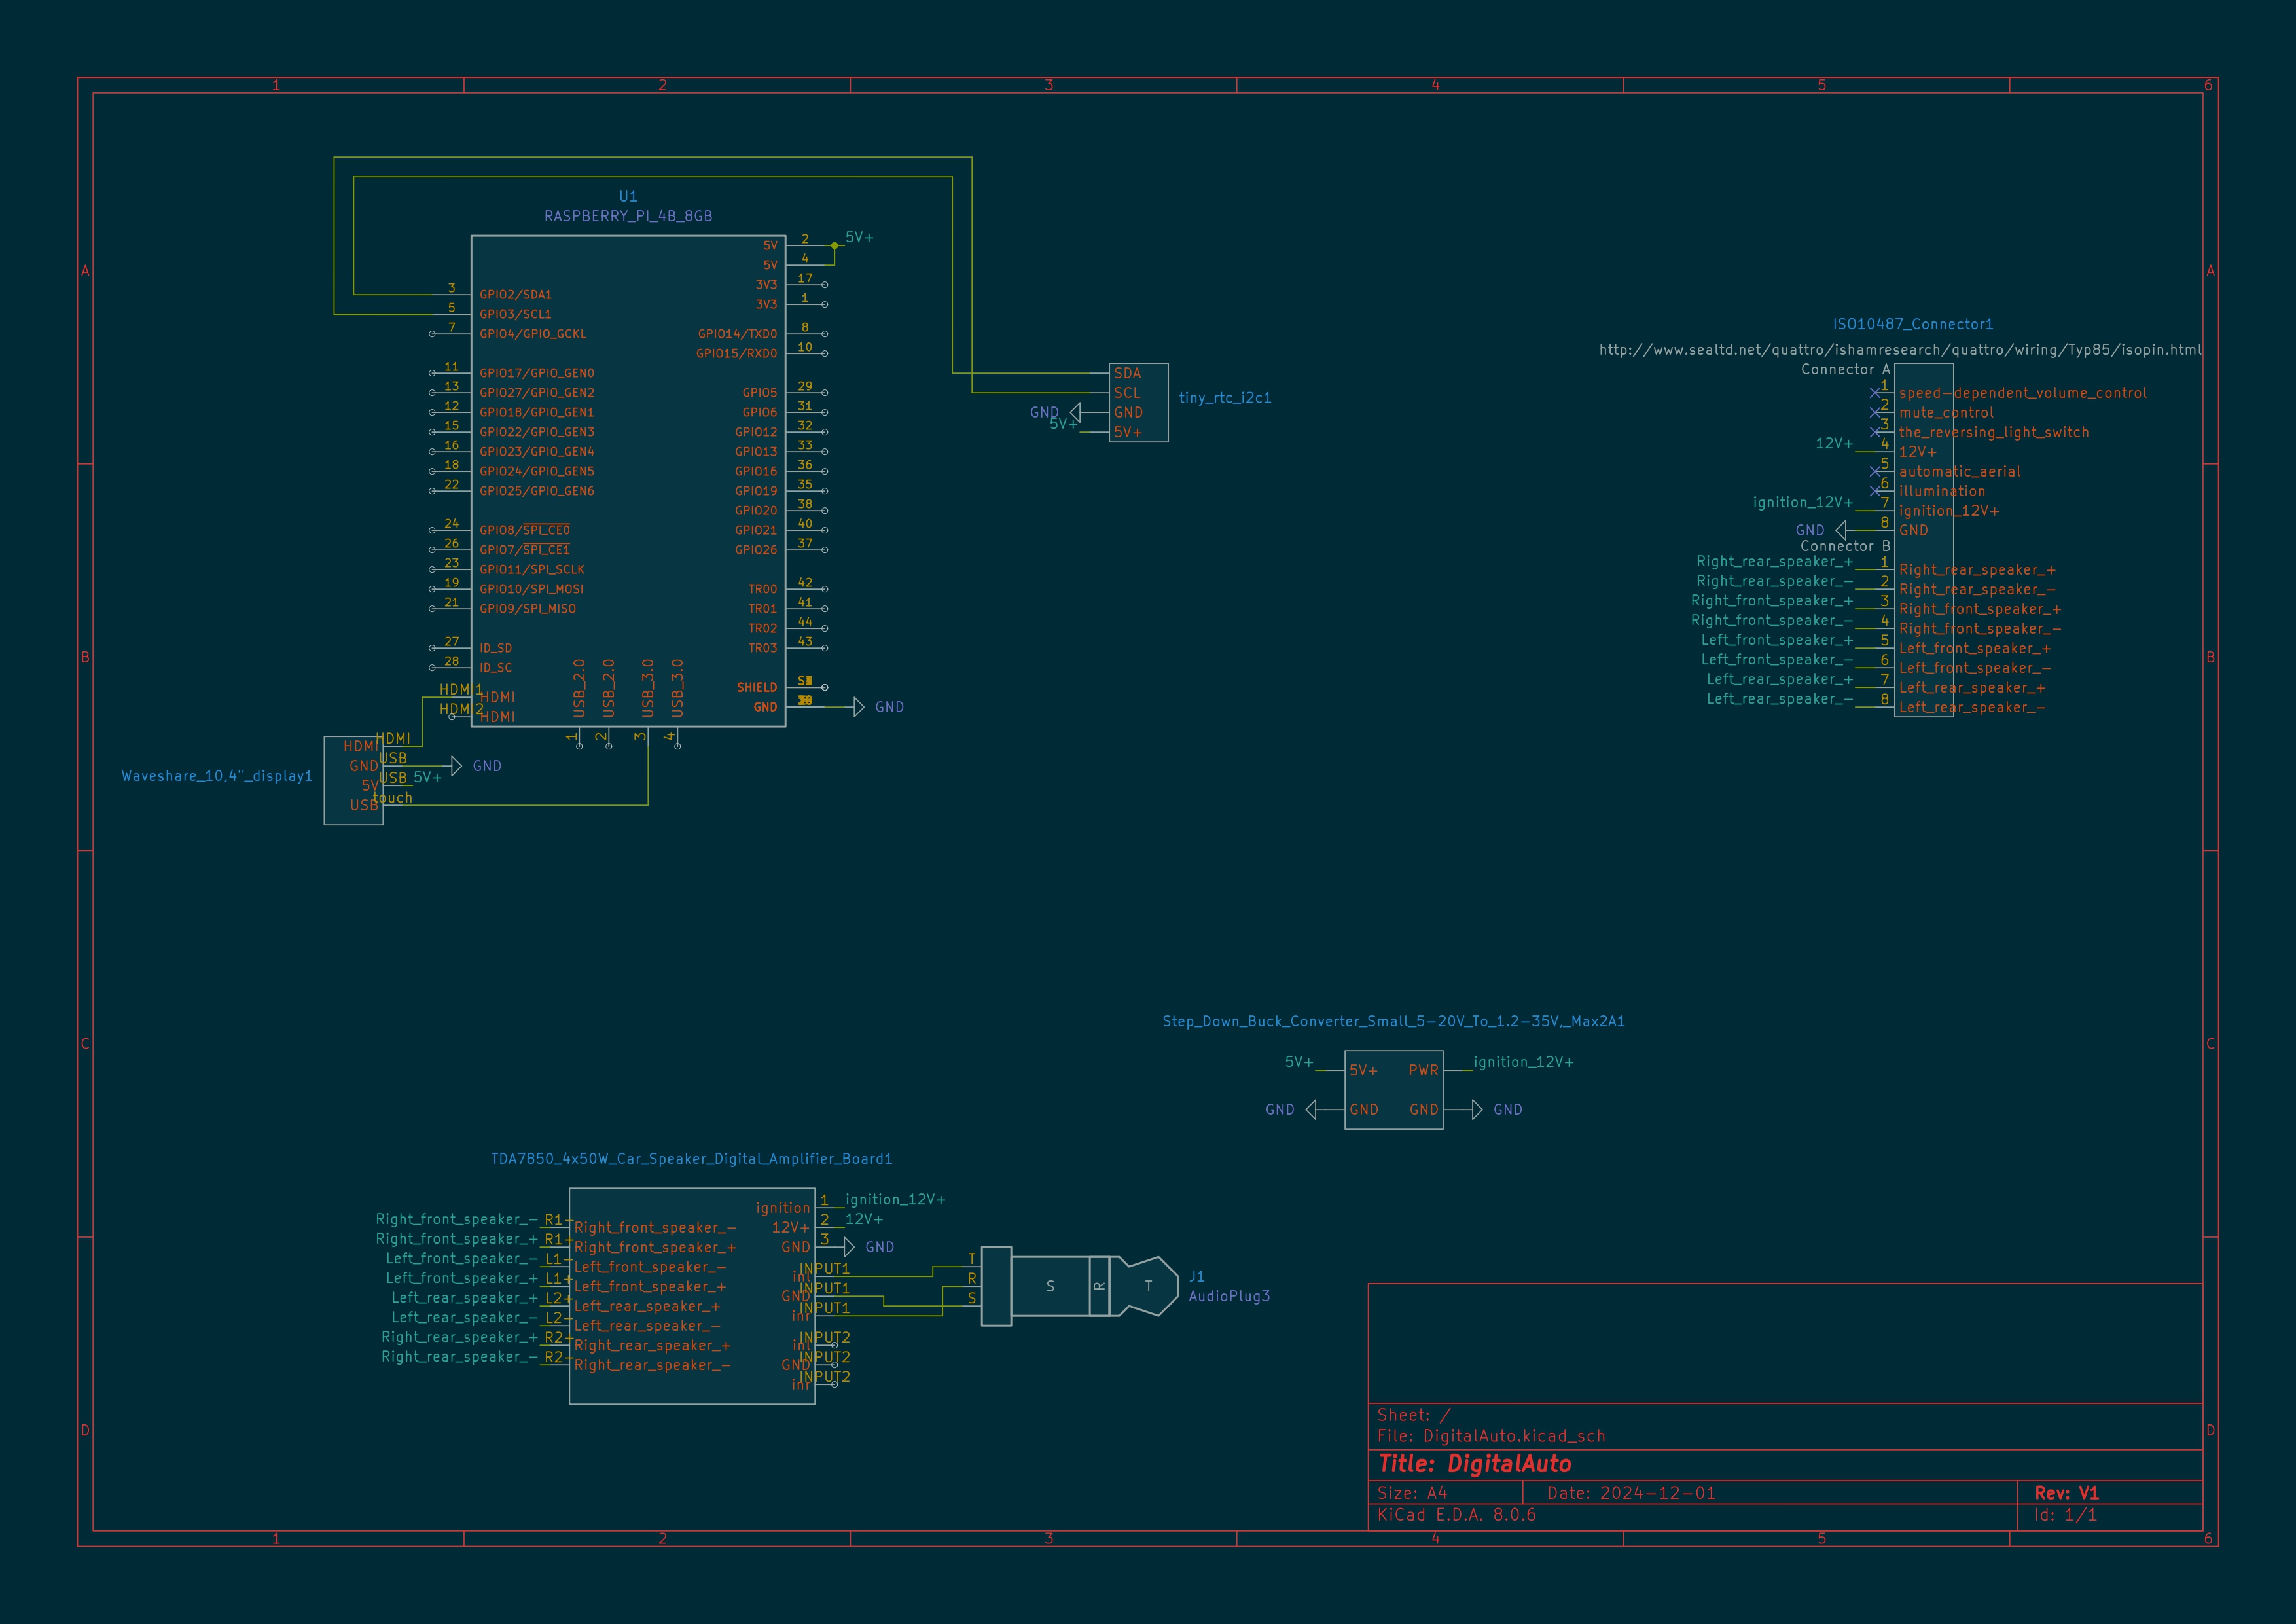 1 2 3 4 5 6
A
B
C
D
A
B
C
D
1 2 3 4 5 6
U1
RASPBERRY_PI_4B_8GB
3 GPIO2/SDA1
5 GPIO3/SCL1
7 GPIO4/GPIO_GCKL
11 GPIO17/GPIO_GEN0
13 GPIO27/GPIO_GEN2
12 GPIO18/GPIO_GEN1
15 GPIO22/GPIO_GEN3
16 GPIO23/GPIO_GEN4
18 GPIO24/GPIO_GEN5
22 GPIO25/GPIO_GEN6
24 GPIO8/SPI_CE0
26 GPIO7/SPI_CE1
23 GPIO11/SPI_SCLK
19 GPIO10/SPI_MOSI
21 GPIO9/SPI_MISO
27 ID_SD
28 ID_SC
HDMI1 HDMI
HDMI2 HDMI
5V 2 5V+
5V 4
3V3 17
3V3 1
GPIO14/TXD0 8
GPIO15/RXD0 10
GPIO5 29
GPIO6 31
GPIO12 32
GPIO13 33
GPIO16 36
GPIO19 35
GPIO20 38
GPIO21 40
GPIO26 37
TR00 42
TR01 41
TR02 44
TR03 43
SHIELD
GND GND
USB_2.0 1
USB_2.0 2
USB_3.0 3
USB_3.0 4
Waveshare_10,4"_display1
HDMI HDMI
GND USB GND
5V USB 5V+
USB touch
tiny_rtc_i2c1
SDA
SCL
GND GND
5V+ 5V+
ISO10487_Connector1
http://www.sealtd.net/quattro/ishamresearch/quattro/wiring/Typ85/isopin.html
Connector A
1 speed-dependent_volume_control
2 mute_control
3 the_reversing_light_switch
12V+ 4 12V+
5 automatic_aerial
6 illumination
ignition_12V+ 7 ignition_12V+
GND 8 GND
Connector B
Right_rear_speaker_+ 1 Right_rear_speaker_+
Right_rear_speaker_- 2 Right_rear_speaker_-
Right_front_speaker_+ 3 Right_front_speaker_+
Right_front_speaker_- 4 Right_front_speaker_-
Left_front_speaker_+ 5 Left_front_speaker_+
Left_front_speaker_- 6 Left_front_speaker_-
Left_rear_speaker_+ 7 Left_rear_speaker_+
Left_rear_speaker_- 8 Left_rear_speaker_-
Step_Down_Buck_Converter_Small_5-20V_To_1.2-35V,_Max2A1
5V+ 5V+ PWR ignition_12V+
GND GND GND GND
TDA7850_4x50W_Car_Speaker_Digital_Amplifier_Board1
Right_front_speaker_- R1- Right_front_speaker_-
Right_front_speaker_+ R1+ Right_front_speaker_+
Left_front_speaker_- L1- Left_front_speaker_-
Left_front_speaker_+ L1+ Left_front_speaker_+
Left_rear_speaker_+ L2+ Left_rear_speaker_+
Left_rear_speaker_- L2- Left_rear_speaker_-
Right_rear_speaker_+ R2+ Right_rear_speaker_+
Right_rear_speaker_- R2- Right_rear_speaker_-
ignition 1 ignition_12V+
12V+ 2 12V+
GND 3 GND
inl INPUT1
GND INPUT1
inr INPUT1
inl INPUT2
GND INPUT2
inr INPUT2
T
R
S
S R T
J1
AudioPlug3
Sheet: /
File: DigitalAuto.kicad_sch
Title: DigitalAuto
Size: A4 Date: 2024-12-01 Rev: V1
KiCad E.D.A. 8.0.6 Id: 1/1